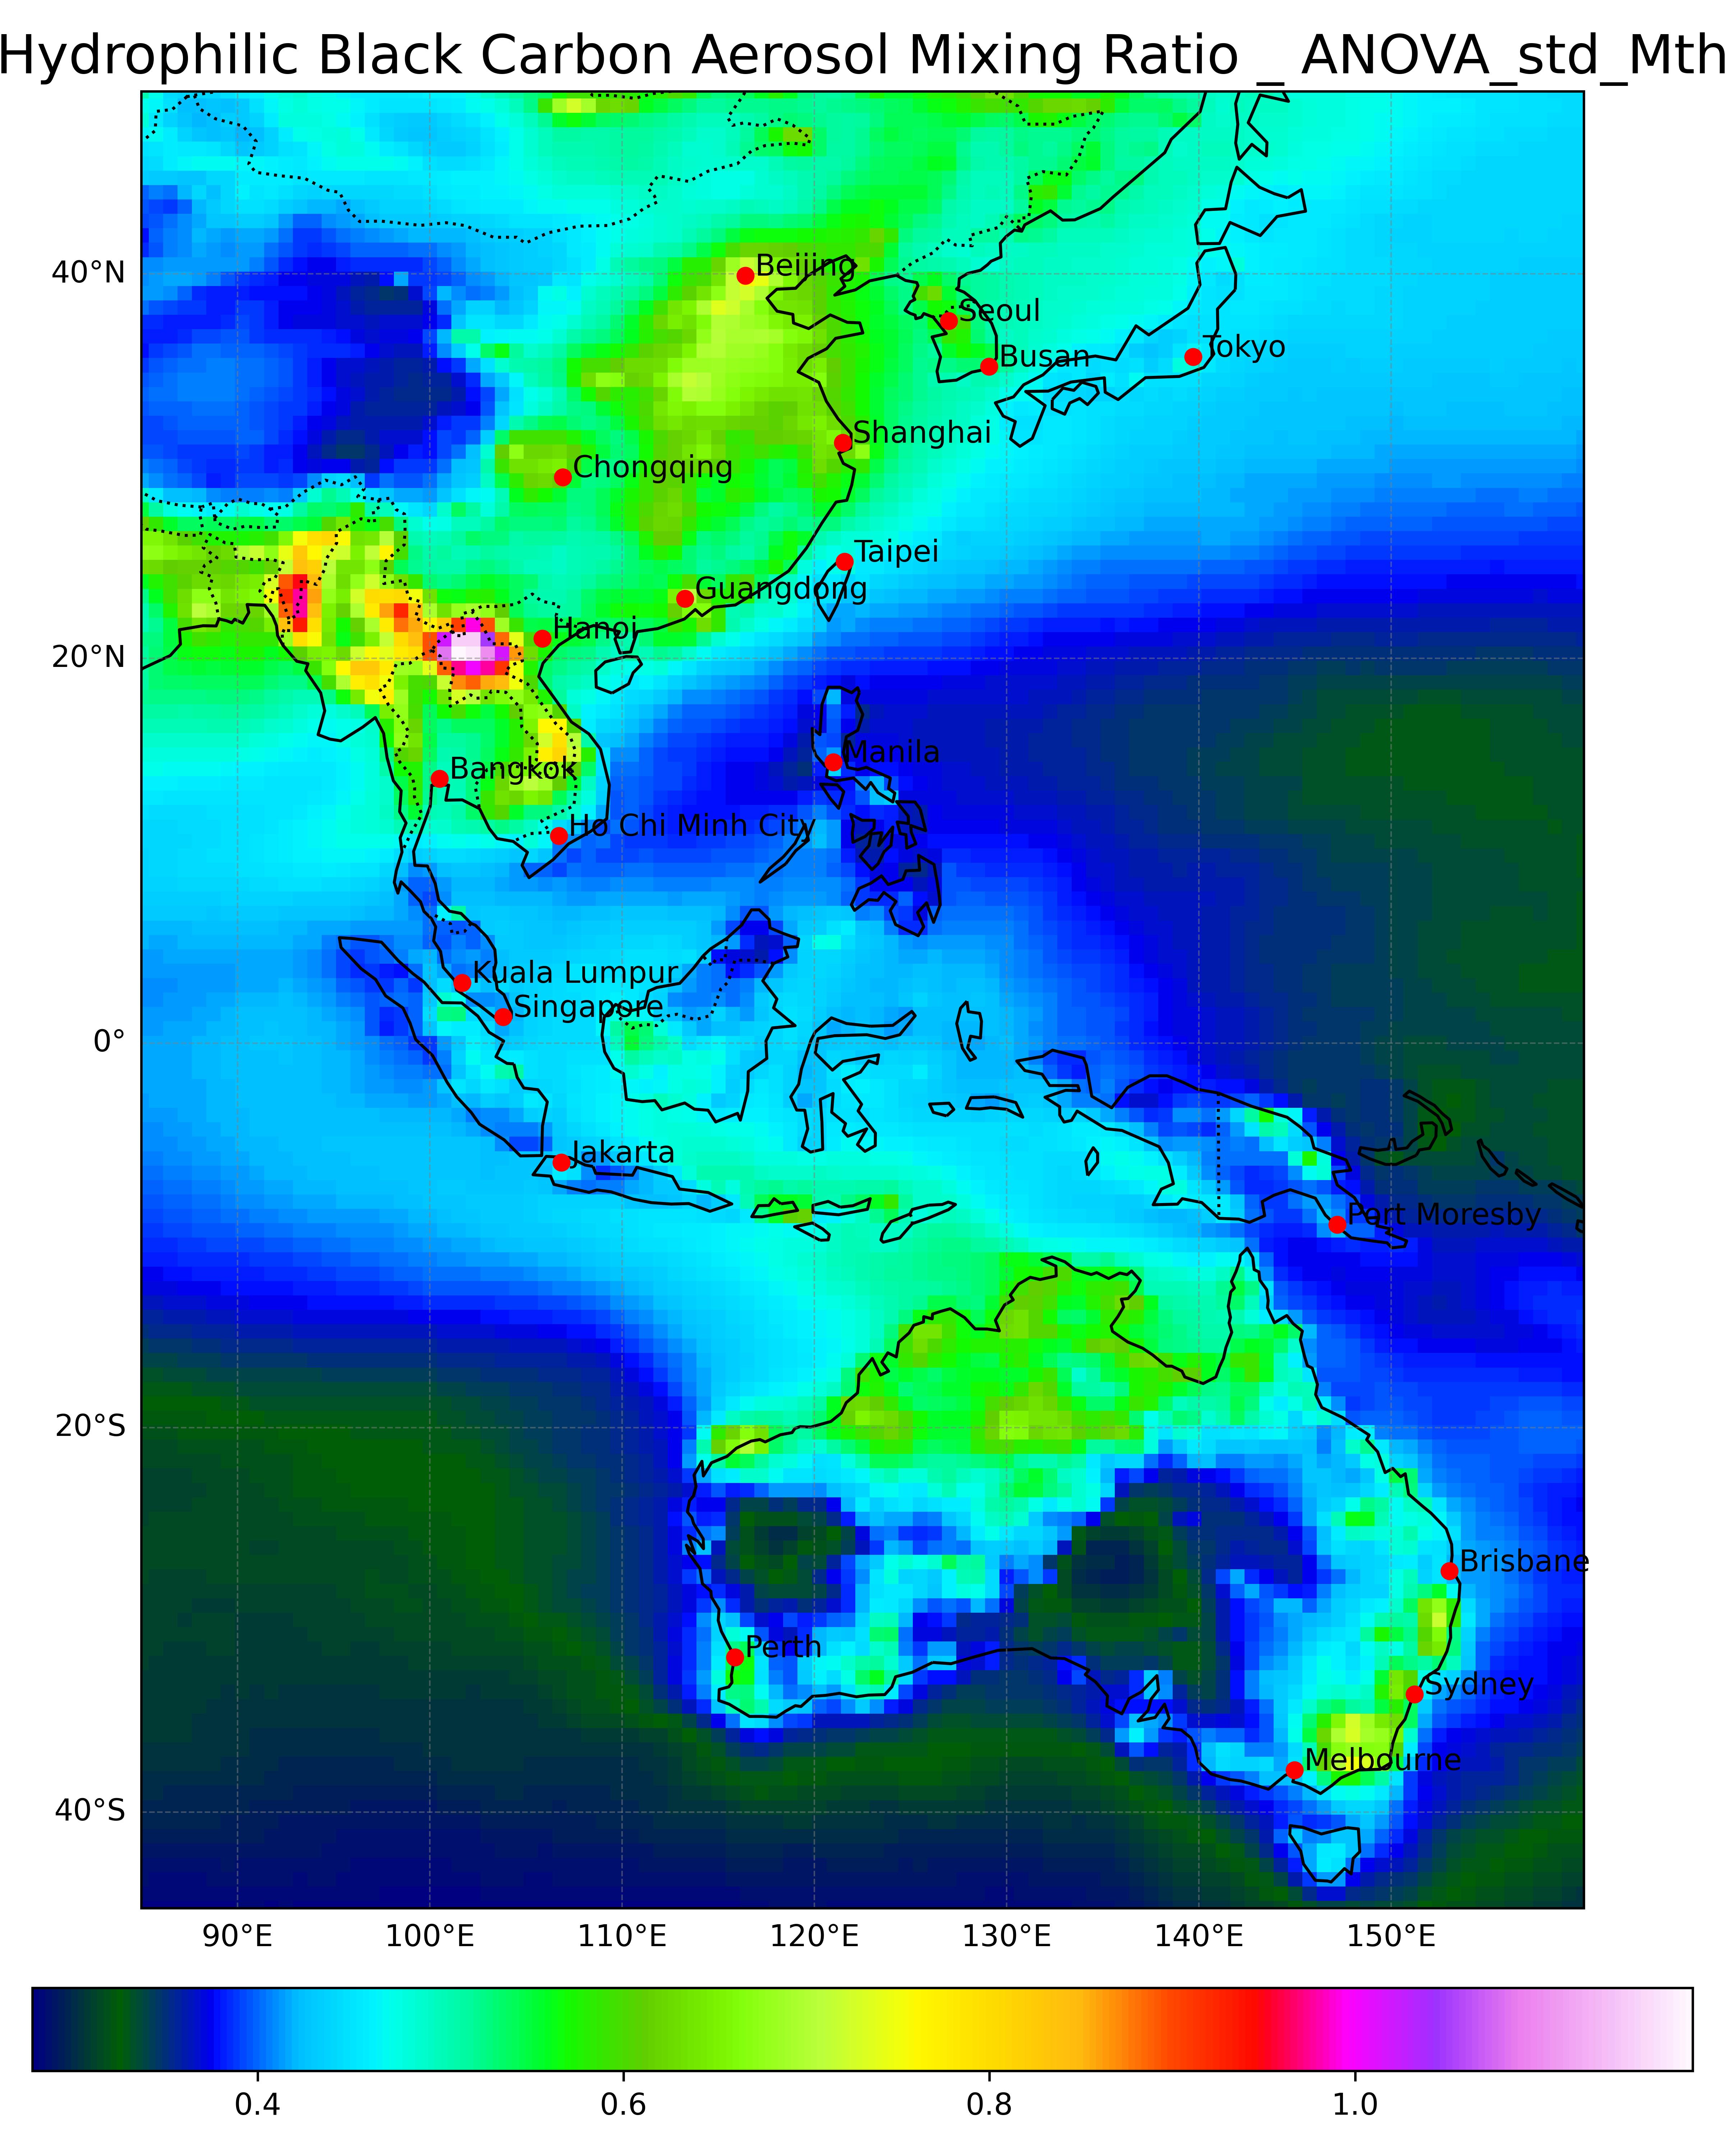 Hydrophilic Black Carbon Aerosol Mixing Ratio _ ANOVA_std_Mth
40°N
20°N
0°
20°S
40°S
Beijing
Seoul
Busan
Tokyo
Shanghai
Chongqing
Taipei
Guangdong
Hanoi
Manila
Bangkok
Ho Chi Minh City
Kuala Lumpur
Singapore
Jakarta
Port Moresby
Brisbane
Perth
Sydney
Melbourne
90°E 100°E 110°E 120°E 130°E 140°E 150°E
0.4 0.6 0.8 1.0